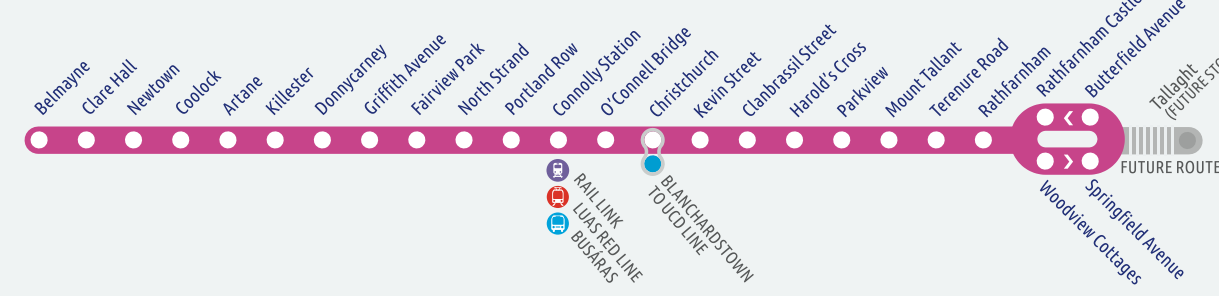 Belmayne
Clare Hall
Newtown
Coolock
Artane
Killester
Donnycarney
Griffith Avenue
Fairview Park
North Strand
Portland Row
Connolly Station
O'Connell Bridge
Christchurch
Kevin Street
Clanbrassil Street
Harold's Cross
Parkview
Mount Tallant
Terenure Road
Rathfarnham
Rathfarnham Castle
Butterfield Avenue
Tallaght
(FUTURE STO
FUTURE ROUTE
RAIL LINK
LUAS RED LINE
BUSÁRAS
BLANCHARDSTOWN
TO UCD LINE
Woodview Cottages
Springfield Avenue